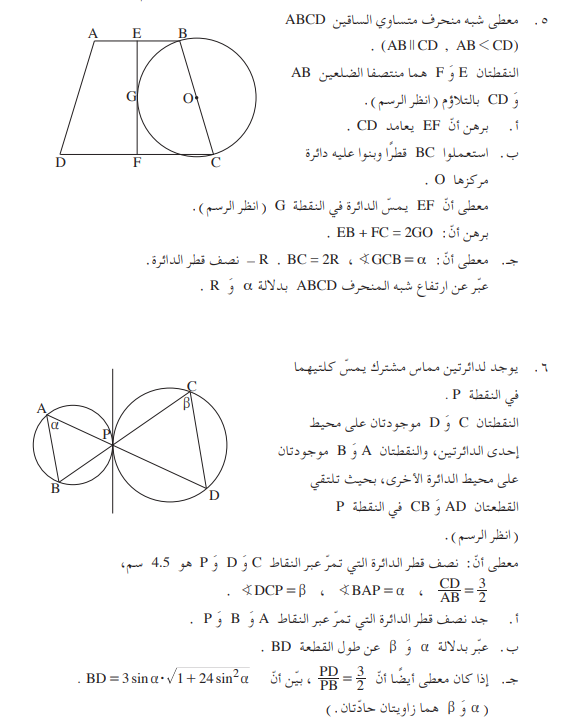 ٥. معطى شبه منحرف متساوي الساقين ABCD
(AB || CD , AB < CD) .
النقطتان E وَ F هما منتصفا الضلعين AB
وَ CD بالتلاؤم (انظر الرسم).
أ. برهن أنّ EF يعامد CD .
ب. استعملوا BC قطرًا وبنوا عليه دائرة
مركزها O .
معطى أنّ EF يمسّ الدائرة في النقطة G (انظر الرسم).
برهن أنّ: EB + FC = 2GO .
جـ. معطى أنّ: ∢GCB = α ، BC = 2R . R – نصف قطر الدائرة.
عبّر عن ارتفاع شبه المنحرف ABCD بدلالة α وَ R .
A E B
G O
D F C
٦. يوجد لدائرتين مماس مشترك يمسّ كلتيهما
في النقطة P .
النقطتان C وَ D موجودتان على محيط
إحدى الدائرتين، والنقطتان A وَ B موجودتان
على محيط الدائرة الأخرى، بحيث تلتقي
القطعتان AD وَ CB في النقطة P
(انظر الرسم).
معطى أنّ: نصف قطر الدائرة التي تمرّ عبر النقاط C وَ D وَ P هو 4.5 سم،
CD/AB = 3/2 ، ∢BAP = α ، ∢DCP = β .
أ. جد نصف قطر الدائرة التي تمرّ عبر النقاط A وَ B وَ P .
ب. عبّر بدلالة α وَ β عن طول القطعة BD .
جـ. إذا كان معطى أيضًا أنّ PD/PB = 3/2 ، بيّن أنّ BD = 3 sin α · √(1 + 24 sin²α) .
(α وَ β هما زاويتان حادّتان.)
C
A β
α P
B D